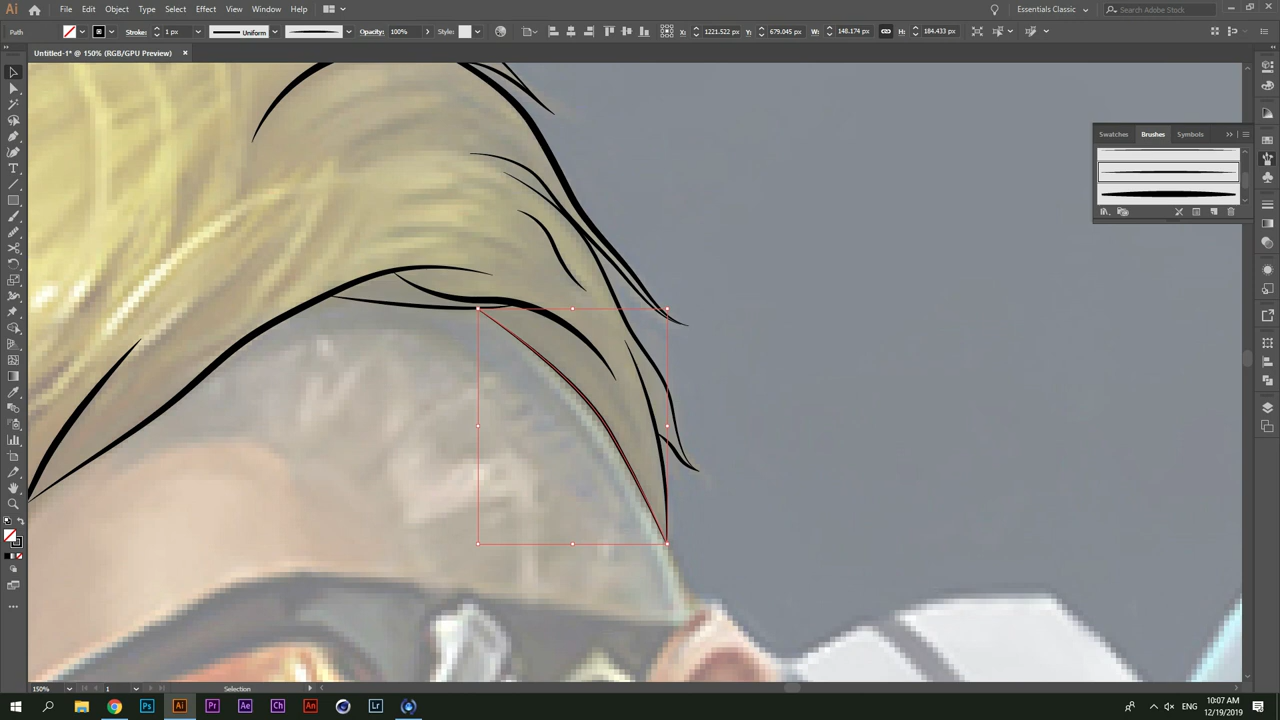 Ai File Edit Object Type Select Effect View Window Help Essentials Classic Search Adobe Stock
Path Stroke: 1 px Uniform Opacity: 100% Style: X: 1221.522 px Y: 679.045 px W: 148.174 px H: 184.433 px
Untitled-1* @ 150% (RGB/GPU Preview) ×
Swatches Brushes Symbols
T
150% 1 Selection
Ps Ai Pr Ae Ch An Lr ENG 10:07 AM
12/19/2019